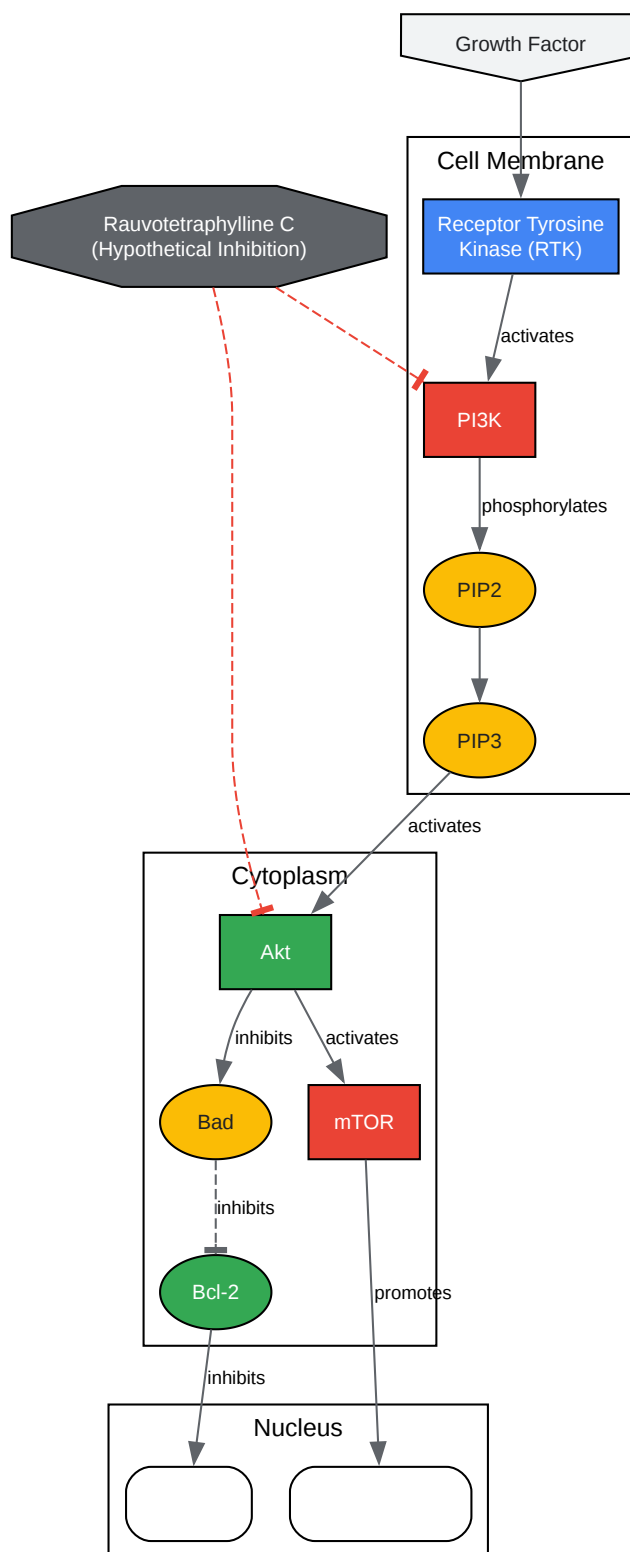 Growth Factor
Cell Membrane
Rauvotetraphylline C
(Hypothetical Inhibition)
Receptor Tyrosine
Kinase (RTK)
activates
PI3K
phosphorylates
PIP2
PIP3
activates
Cytoplasm
Akt
inhibits
activates
Bad
mTOR
inhibits
Bcl-2
promotes
inhibits
Nucleus